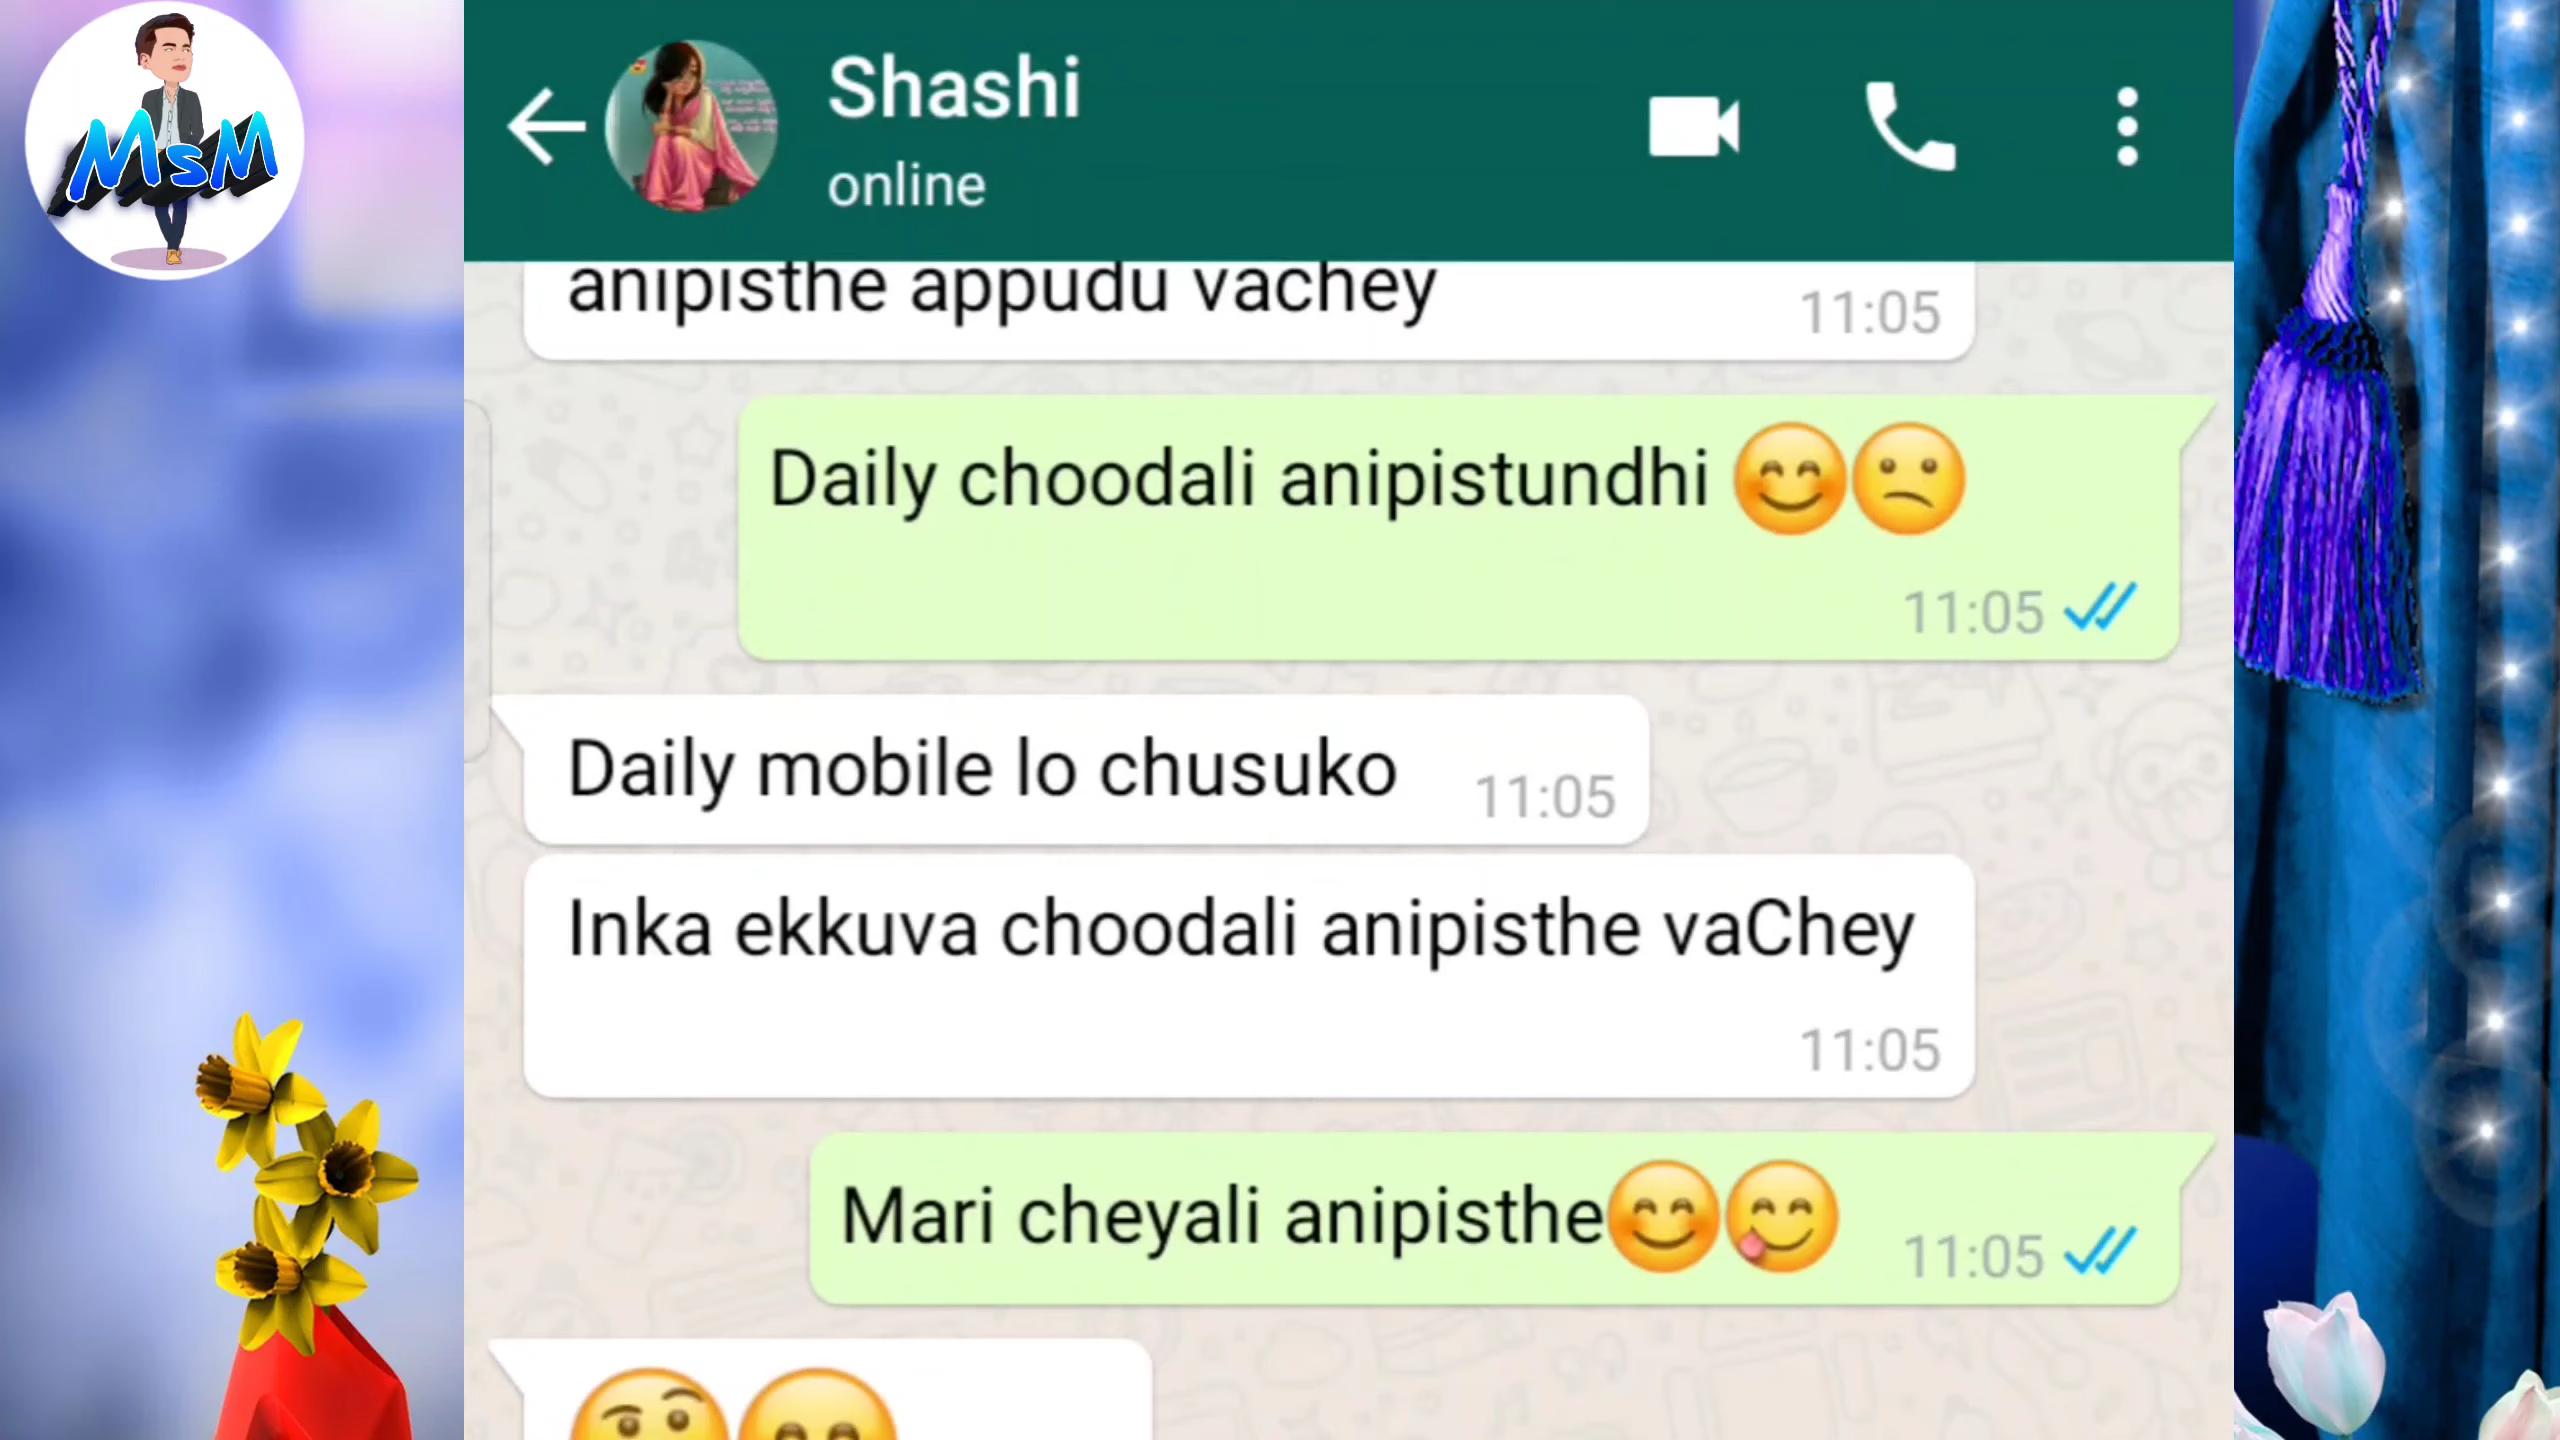 MsM
Shashi
online
anipisthe appudu vachey
11:05
Daily choodali anipistundhi 😊😕
11:05
Daily mobile lo chusuko 11:05
Inka ekkuva choodali anipisthe vaChey
11:05
Mari cheyali anipisthe😊😋 11:05